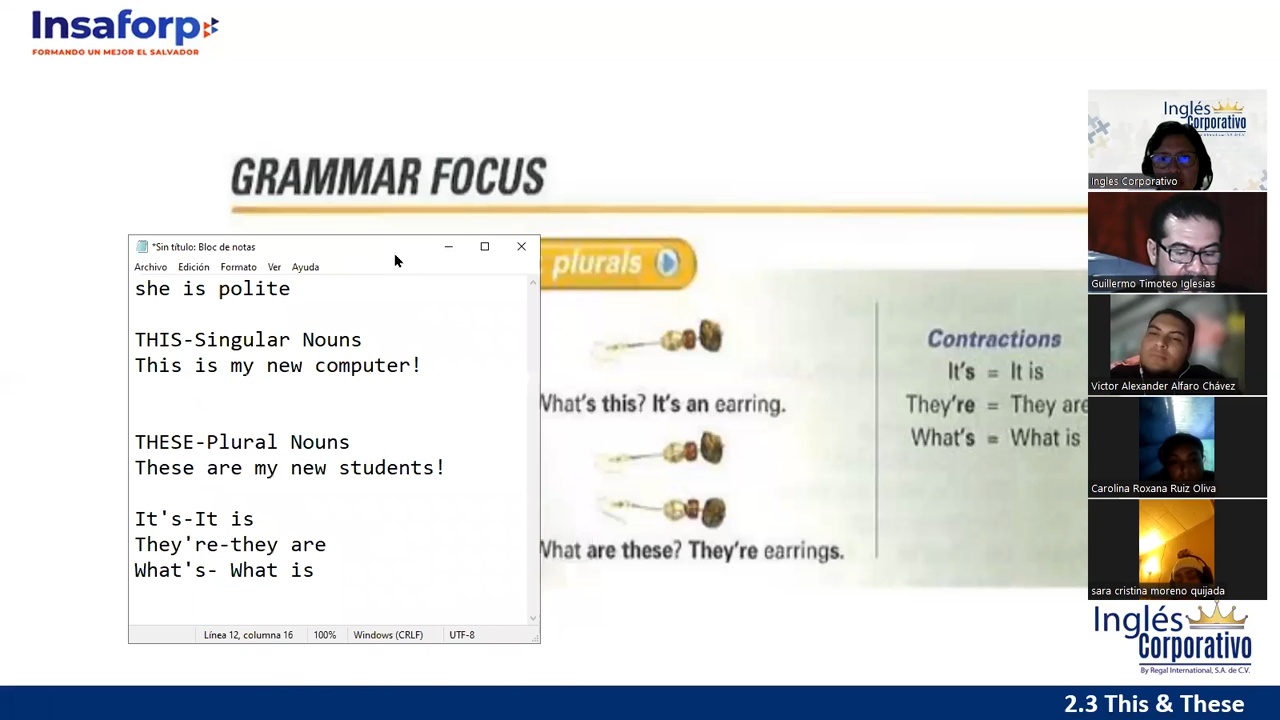 Insaforp
FORMANDO UN MEJOR EL SALVADOR
GRAMMAR FOCUS
plurals
*Sin título: Bloc de notas
Archivo Edición Formato Ver Ayuda
she is polite
THIS-Singular Nouns
This is my new computer!
THESE-Plural Nouns
These are my new students!
It's-It is
They're-they are
What's- What is
Línea 12, columna 16 100% Windows (CRLF) UTF-8
What's this? It's an earring.
What are these? They're earrings.
Contractions
It's = It is
They're = They are
What's = What is
Inglés
Corporativo
Ingles Corporativo
Guillermo Timoteo Iglesias
Victor Alexander Alfaro Chávez
Carolina Roxana Ruiz Oliva
sara cristina moreno quijada
Inglés
Corporativo
By Regal International, S.A. de C.V.
2.3 This & These